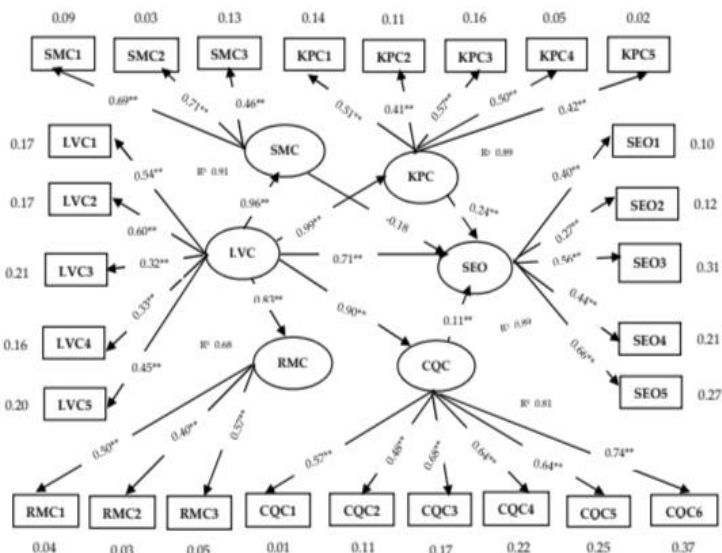 0.09 0.03 0.13 0.14 0.11 0.16 0.05 0.02
SMC1 SMC2 SMC3 KPC1 KPC2 KPC3 KPC4 KPC5
0.69** 0.71** 0.46** 0.51** 0.41** 0.57** 0.50** 0.42**
0.17 LVC1 SMC R² 0.91 KPC R² 0.89 SEO1 0.10
0.54** 0.40**
0.17 LVC2 0.96** 0.99** -0.18 0.24** SEO2 0.12
0.60** 0.27**
0.21 LVC3 0.32** LVC 0.71** SEO 0.56** SEO3 0.31
0.33** 0.83** 0.90** 0.11** R² 0.89 0.44**
0.16 LVC4 R² 0.68 SEO4 0.21
0.45** RMC CQC 0.66**
0.20 LVC5 R² 0.81 SEO5 0.27
0.50** 0.40** 0.57** 0.57** 0.48** 0.68** 0.64** 0.64** 0.74**
RMC1 RMC2 RMC3 CQC1 CQC2 CQC3 CQC4 CQC5 CQC6
0.04 0.03 0.05 0.01 0.11 0.17 0.22 0.25 0.37